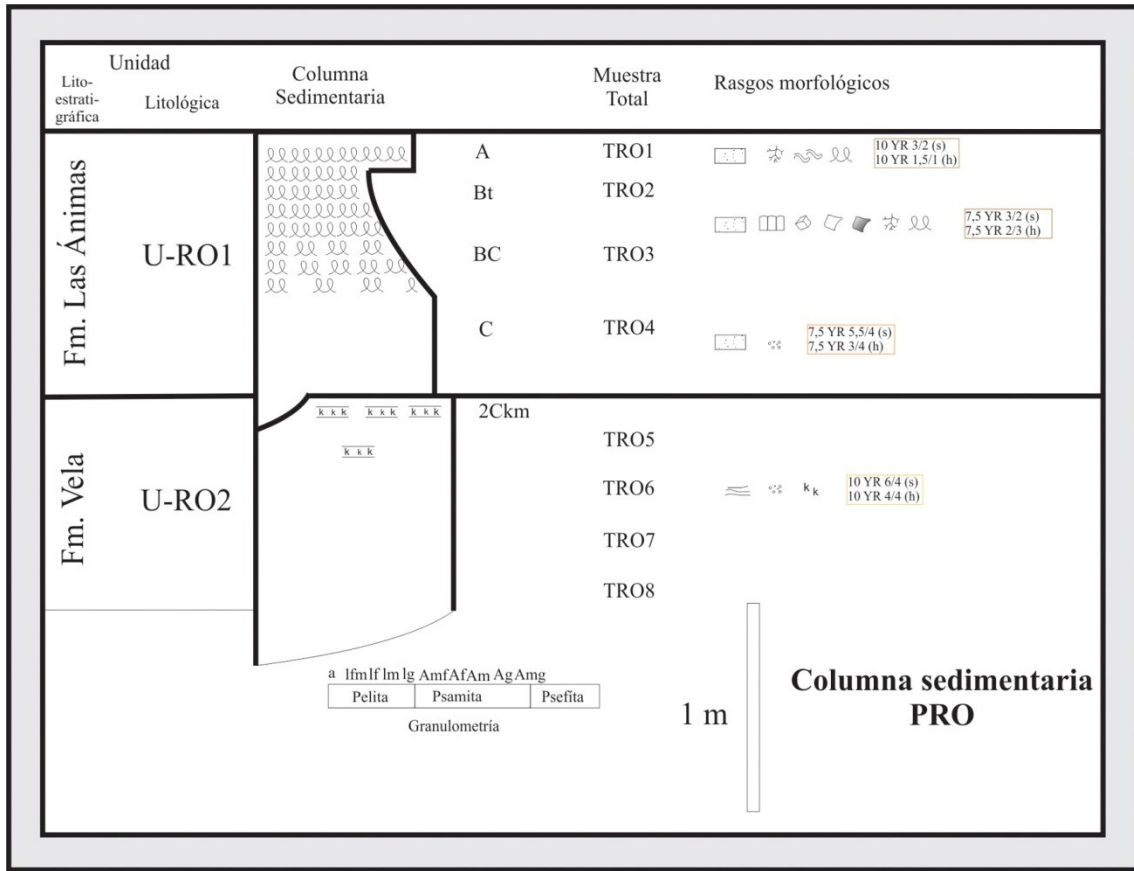 Unidad
Lito-
estrati-
gráfica
Litológica
Columna
Sedimentaria
Muestra
Total
Rasgos morfológicos
Fm. Las Ánimas
U-RO1
A
TRO1
10 YR 3/2 (s)
10 YR 1,5/1 (h)
Bt
TRO2
7,5 YR 3/2 (s)
7,5 YR 2/3 (h)
BC
TRO3
C
TRO4
7,5 YR 5,5/4 (s)
7,5 YR 3/4 (h)
Fm. Vela
U-RO2
k k k k k k k k k
k k k
2Ckm
TRO5
TRO6
k k
10 YR 6/4 (s)
10 YR 4/4 (h)
TRO7
TRO8
a lfm lf lm lg Amf Af Am Ag Amg
Pelita Psamita Psefíta
Granulometría
1 m
Columna sedimentaria
PRO